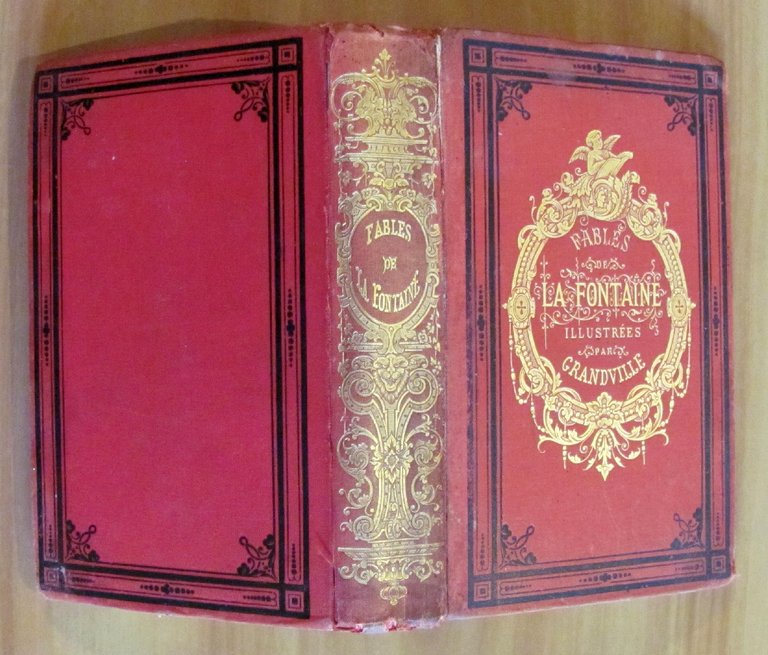 FABLES
DE
LA FONTAINE
FABLES
DE
LA FONTAINE
ILLUSTRÉES
PAR
GRANDVILLE